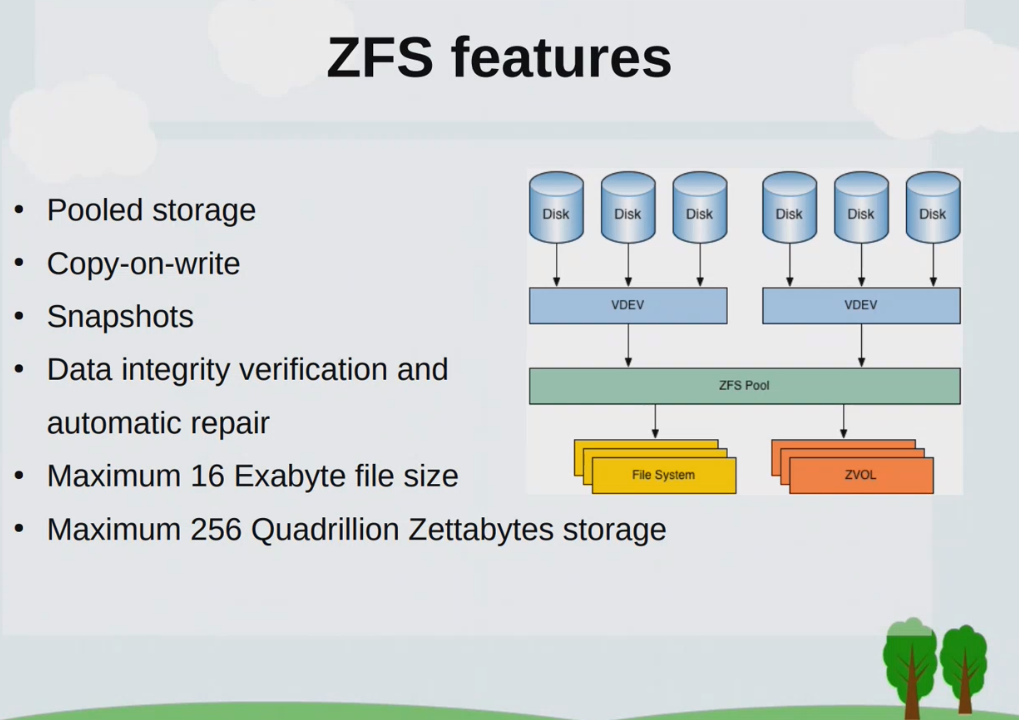 ZFS features
• Pooled storage
• Copy-on-write
• Snapshots
• Data integrity verification and
automatic repair
• Maximum 16 Exabyte file size
• Maximum 256 Quadrillion Zettabytes storage
Disk Disk Disk Disk Disk Disk
VDEV VDEV
ZFS Pool
File System ZVOL